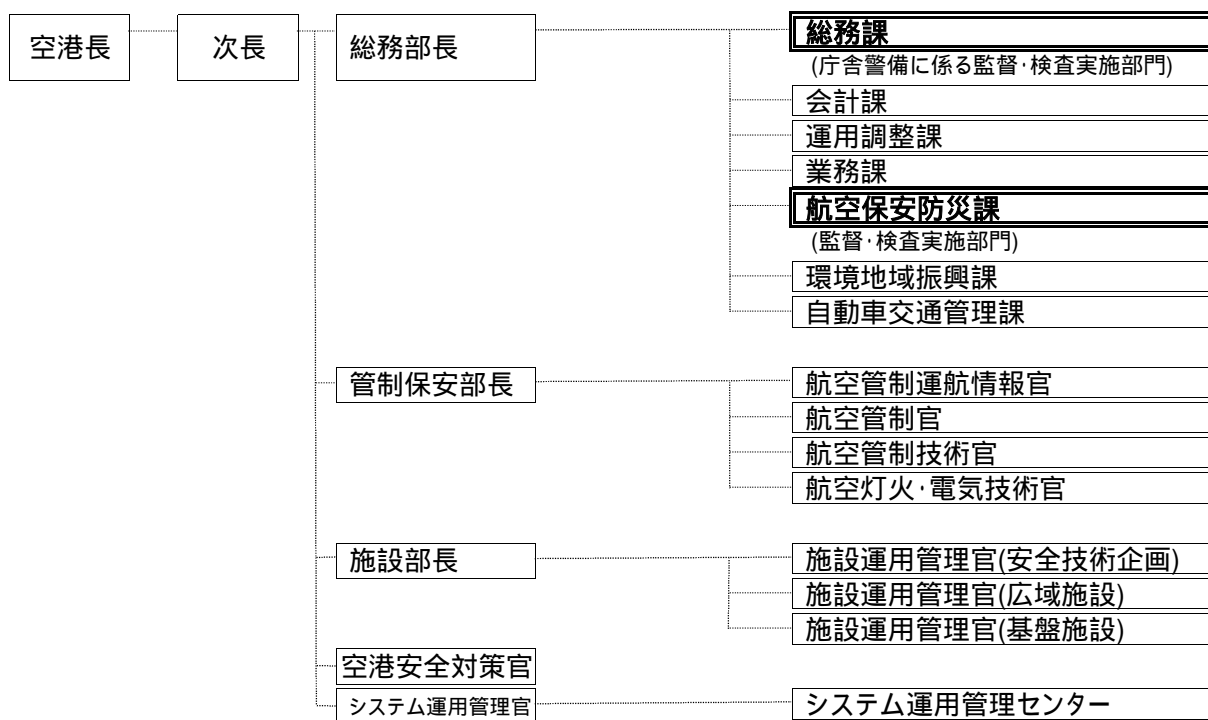 空港長
次長
総務部長
総務課
(庁舎警備に係る監督･検査実施部門)
会計課
運用調整課
業務課
航空保安防災課
(監督･検査実施部門)
環境地域振興課
自動車交通管理課
管制保安部長
航空管制運航情報官
航空管制官
航空管制技術官
航空灯火･電気技術官
施設部長
施設運用管理官(安全技術企画)
施設運用管理官(広域施設)
施設運用管理官(基盤施設)
空港安全対策官
システム運用管理官
システム運用管理センター